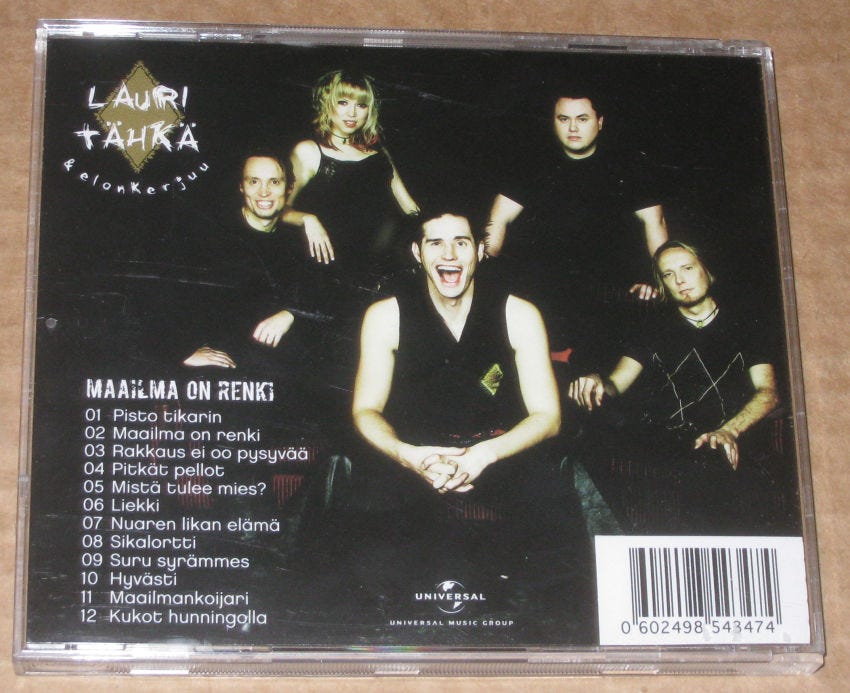 LAURI
TÄHKÄ
& elonkerjuu
MAAILMA ON RENKI
01 Pisto tikarin
02 Maailma on renki
03 Rakkaus ei oo pysyvää
04 Pitkät pellot
05 Mistä tulee mies?
06 Liekki
07 Nuaren likan elämä
08 Sikalortti
09 Suru syrämmes
10 Hyvästi
11 Maailmankoijari
12 Kukot hunningolla
UNIVERSAL
UNIVERSAL MUSIC GROUP
0 602498 543474